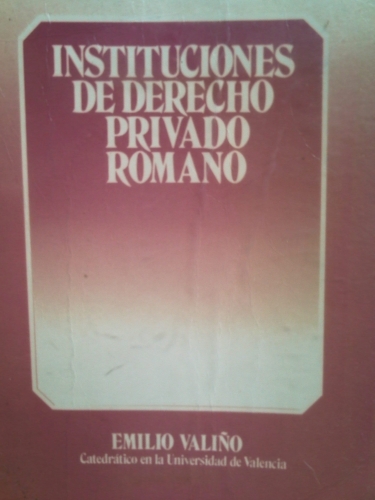 INSTITUCIONES
DE DERECHO
PRIVADO
ROMANO
EMILIO VALIÑO
Catedrático en la Universidad de Valencia